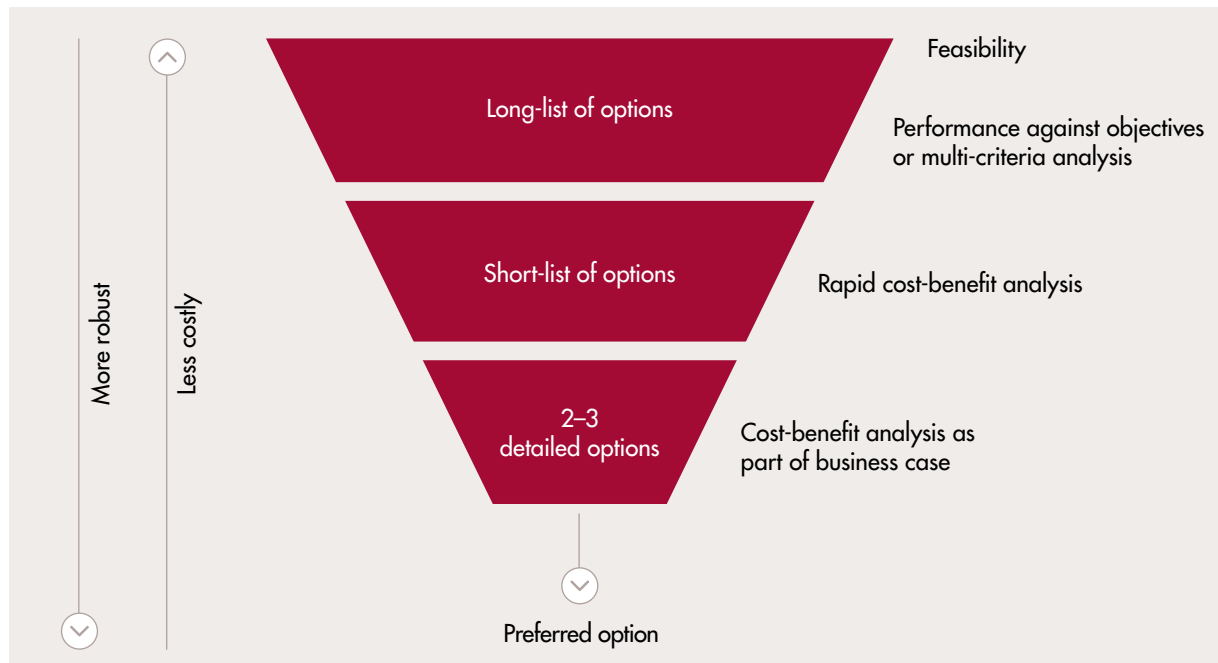 Feasibility
Long-list of options
Performance against objectives
or multi-criteria analysis
Short-list of options
Rapid cost-benefit analysis
More robust
Less costly
2–3
detailed options
Cost-benefit analysis as
part of business case
Preferred option